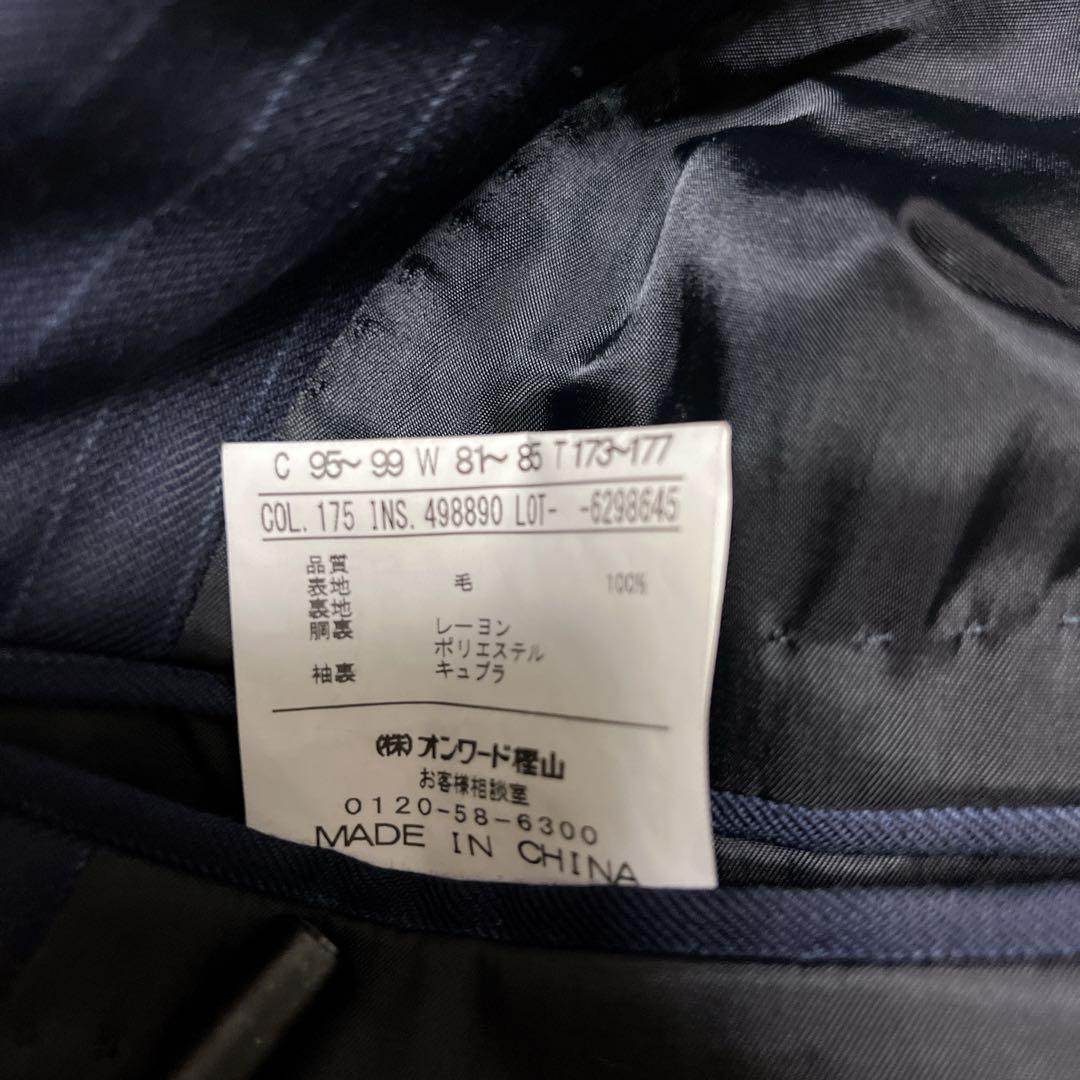 C 95〜99 W 81〜85 T173〜177
COL. 175 INS. 498890 LOT- -6298645
品質
表地 毛 100%
裏地
胴裏 レーヨン
ポリエステル
袖裏 キュプラ
(株)オンワード樫山
お客様相談室
0120-58-6300
MADE IN CHINA